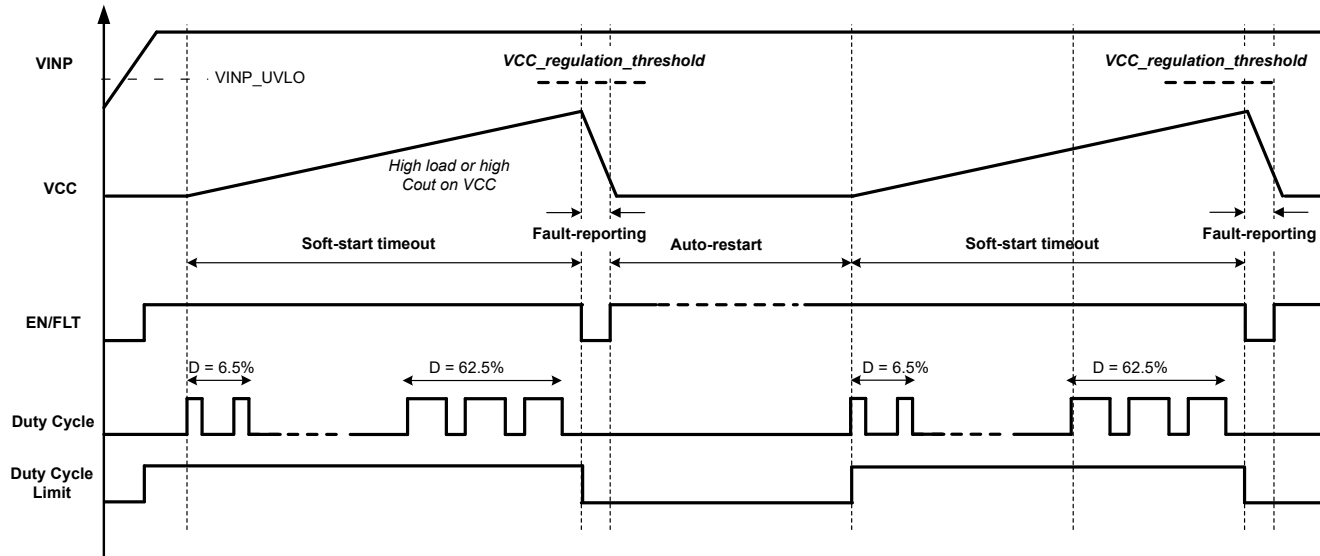 VINP
VINP_UVLO
VCC_regulation_threshold
VCC_regulation_threshold
High load or high
Cout on VCC
VCC
Fault-reporting
Fault-reporting
Soft-start timeout
Auto-restart
Soft-start timeout
EN/FLT
D = 6.5%
D = 62.5%
D = 6.5%
D = 62.5%
Duty Cycle
Duty Cycle
Limit